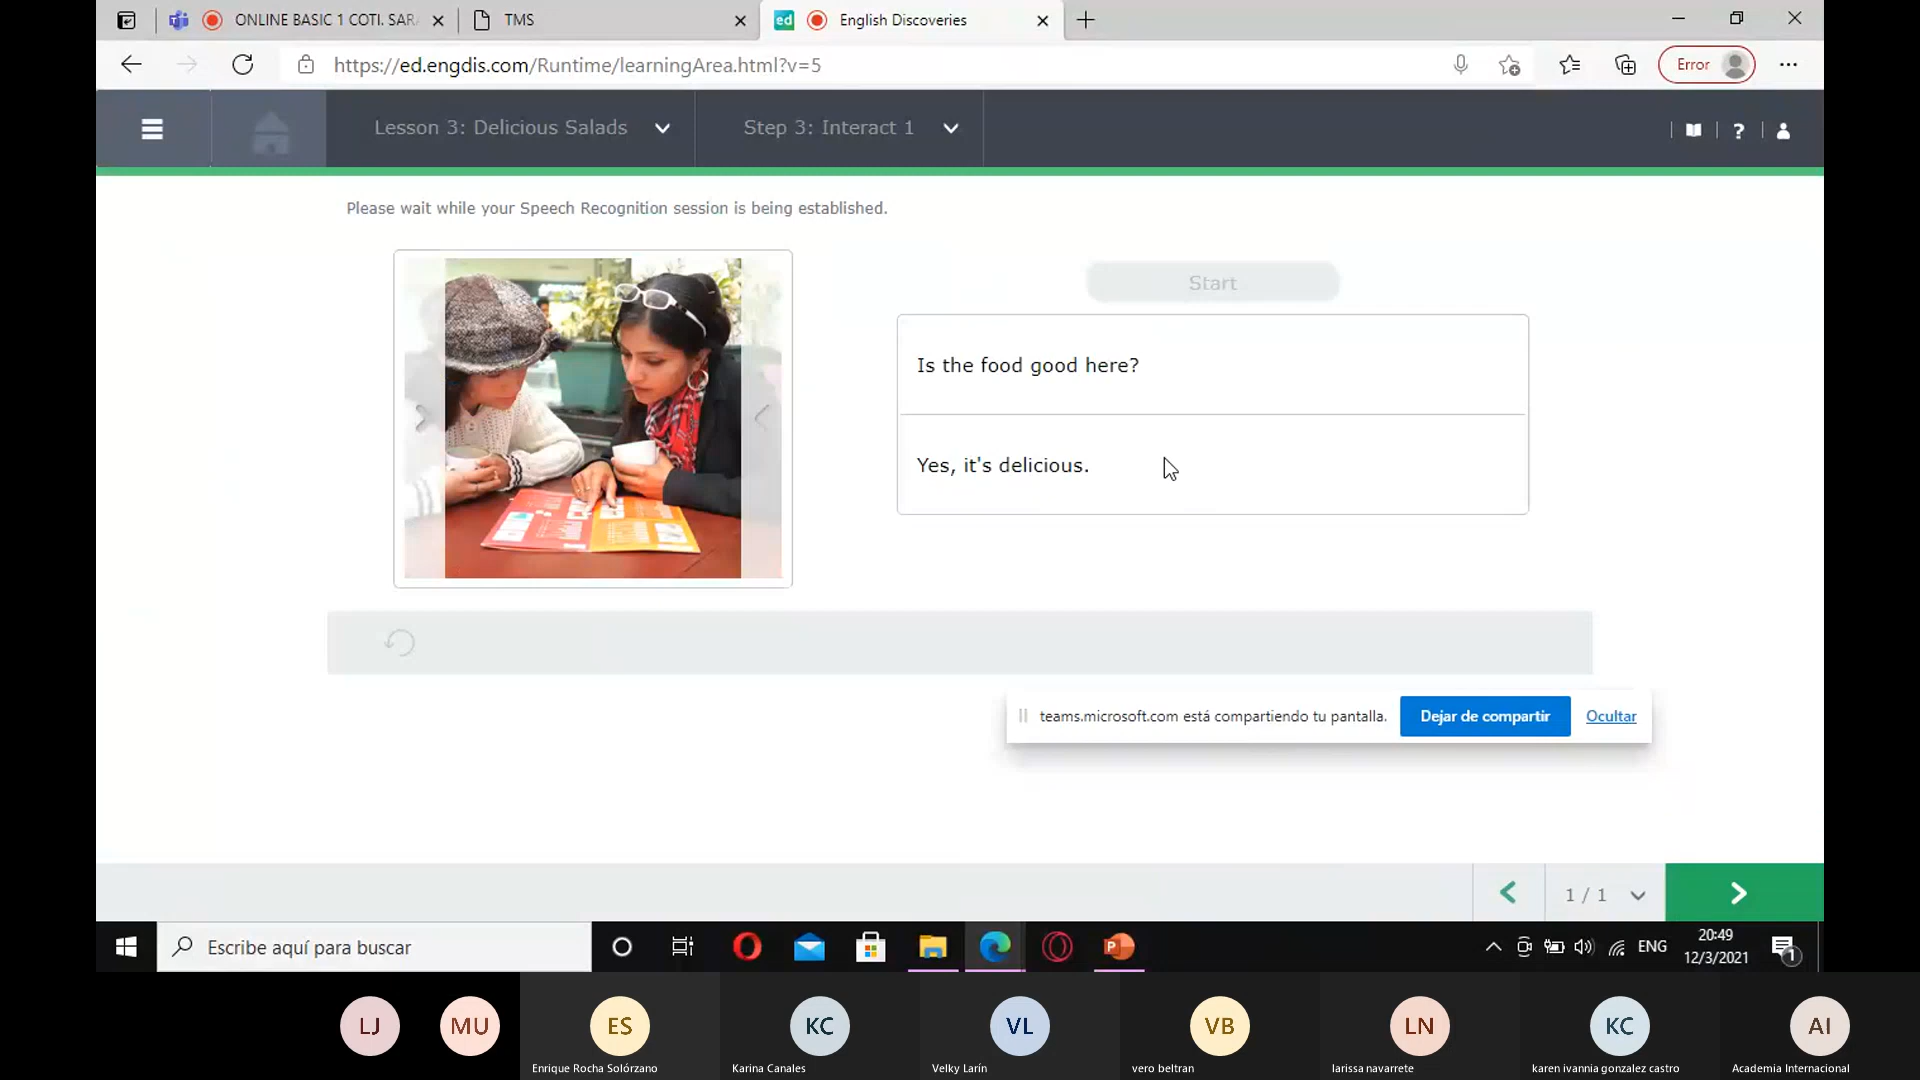 ONLINE BASIC 1 COTI. SAR
TMS
ed
English Discoveries
https://ed.engdis.com/Runtime/learningArea.html?v=5
Error
Lesson 3: Delicious Salads
Step 3: Interact 1
?
Please wait while your Speech Recognition session is being established.
Start
Is the food good here?
Yes, it's delicious.
teams.microsoft.com está compartiendo tu pantalla.
Dejar de compartir
Ocultar
1 / 1
Escribe aquí para buscar
ENG
20:49
12/3/2021
1
LJ
MU
ES
KC
VL
VB
LN
KC
AI
Enrique Rocha Solórzano
Karina Canales
Velky Larín
vero beltran
larissa navarrete
karen ivannia gonzalez castro
Academia Internacional